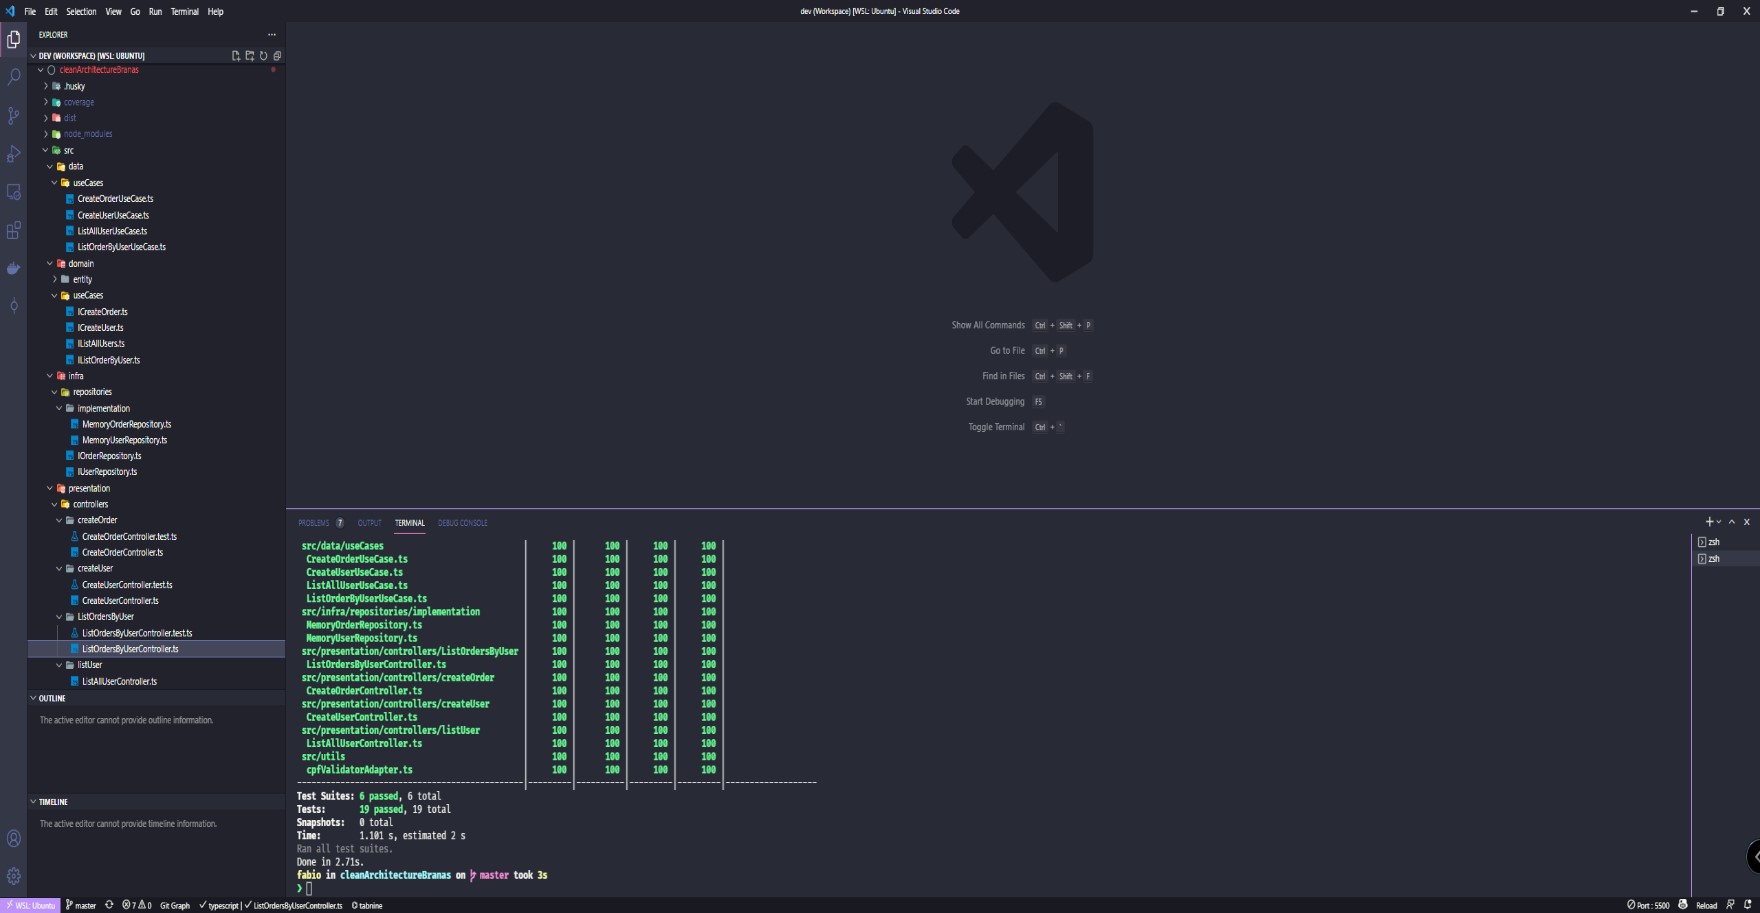 File Edit Selection View Go Run Terminal Help
dev (Workspace) [WSL: Ubuntu] - Visual Studio Code
EXPLORER
DEV (WORKSPACE) [WSL: UBUNTU]
cleanArchitectureBranas
.husky
coverage
dist
node_modules
src
data
useCases
CreateOrderUseCase.ts
CreateUserUseCase.ts
ListAllUserUseCase.ts
ListOrderByUserUseCase.ts
domain
entity
useCases
ICreateOrder.ts
ICreateUser.ts
IListAllUsers.ts
IListOrderByUser.ts
infra
repositories
implementation
MemoryOrderRepository.ts
MemoryUserRepository.ts
IOrderRepository.ts
IUserRepository.ts
presentation
controllers
createOrder
CreateOrderController.test.ts
CreateOrderController.ts
createUser
CreateUserController.test.ts
CreateUserController.ts
ListOrdersByUser
ListOrdersByUserController.test.ts
ListOrdersByUserController.ts
listUser
ListAllUserController.ts
OUTLINE
The active editor cannot provide outline information.
TIMELINE
The active editor cannot provide timeline information.
Show All Commands Ctrl + Shift + P
Go to File Ctrl + P
Find in Files Ctrl + Shift + F
Start Debugging F5
Toggle Terminal Ctrl + `
PROBLEMS 7 OUTPUT TERMINAL DEBUG CONSOLE
src/data/useCases | 100 | 100 | 100 | 100 |
CreateOrderUseCase.ts | 100 | 100 | 100 | 100 |
CreateUserUseCase.ts | 100 | 100 | 100 | 100 |
ListAllUserUseCase.ts | 100 | 100 | 100 | 100 |
ListOrderByUserUseCase.ts | 100 | 100 | 100 | 100 |
src/infra/repositories/implementation | 100 | 100 | 100 | 100 |
MemoryOrderRepository.ts | 100 | 100 | 100 | 100 |
MemoryUserRepository.ts | 100 | 100 | 100 | 100 |
src/presentation/controllers/ListOrdersByUser | 100 | 100 | 100 | 100 |
ListOrdersByUserController.ts | 100 | 100 | 100 | 100 |
src/presentation/controllers/createOrder | 100 | 100 | 100 | 100 |
CreateOrderController.ts | 100 | 100 | 100 | 100 |
src/presentation/controllers/createUser | 100 | 100 | 100 | 100 |
CreateUserController.ts | 100 | 100 | 100 | 100 |
src/presentation/controllers/listUser | 100 | 100 | 100 | 100 |
ListAllUserController.ts | 100 | 100 | 100 | 100 |
src/utils | 100 | 100 | 100 | 100 |
cpfValidatorAdapter.ts | 100 | 100 | 100 | 100 |
Test Suites: 6 passed, 6 total
Tests: 19 passed, 19 total
Snapshots: 0 total
Time: 1.101 s, estimated 2 s
Ran all test suites.
Done in 2.71s.
fabio in cleanArchitectureBranas on master took 3s
❯
zsh
zsh
WSL: Ubuntu master 7 0 Git Graph ✓ typescript | ✓ ListOrdersByUserController.ts tabnine Port : 5500 Reload